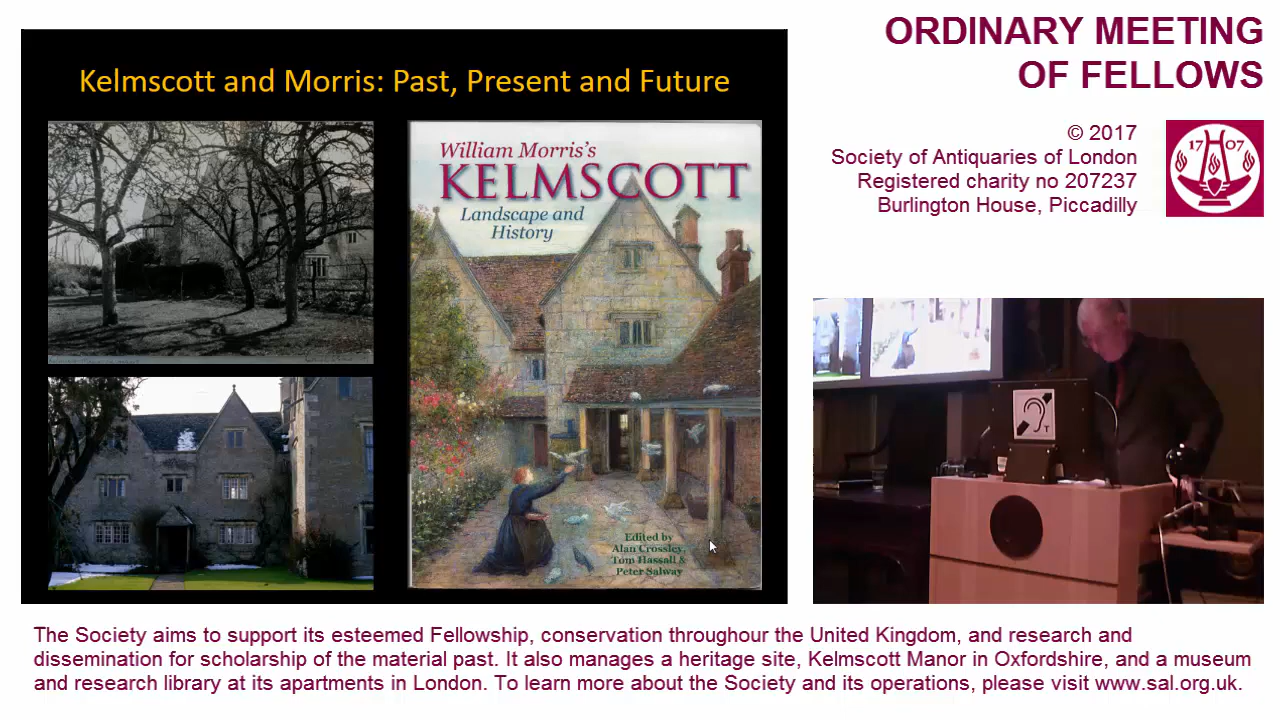 Kelmscott and Morris: Past, Present and Future
William Morris's
KELMSCOTT
Landscape and
History
Edited by
Alan Crossley,
Tom Hassall &
Peter Salway
ORDINARY MEETING
OF FELLOWS
© 2017
Society of Antiquaries of London
Registered charity no 207237
Burlington House, Piccadilly
17 07
T
The Society aims to support its esteemed Fellowship, conservation throughour the United Kingdom, and research and
dissemination for scholarship of the material past. It also manages a heritage site, Kelmscott Manor in Oxfordshire, and a museum
and research library at its apartments in London. To learn more about the Society and its operations, please visit www.sal.org.uk.